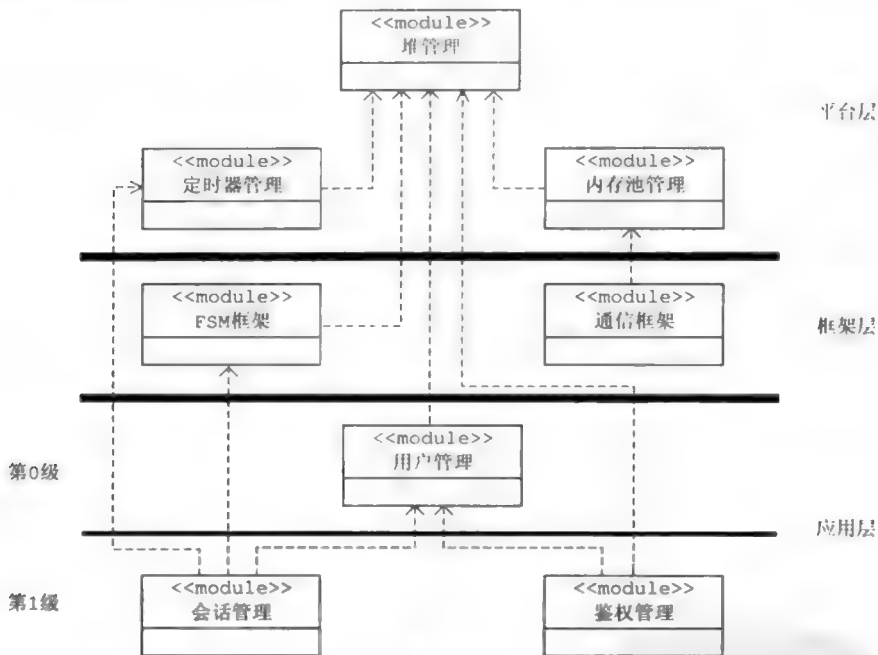 <<module>>
堆管理
平台层
<<module>>
定时器管理
<<module>>
内存池管理
<<module>>
FSM框架
<<module>>
通信框架
框架层
<<module>>
用户管理
第0级
应用层
<<module>>
会话管理
<<module>>
鉴权管理
第1级